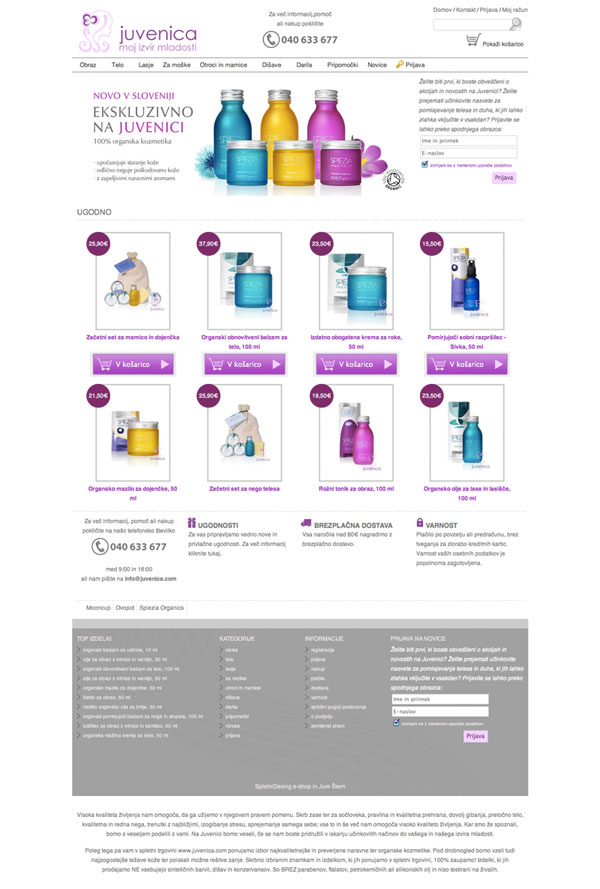 juvenica
moj izvir mladosti
Za več informacij,pomoč
ali nakup pokličite
040 633 677
Domov / Kontakt / Prijava / Moj račun
Pokaži košarico
Obraz Telo Lasje Za moške Otroci in mamice Dišave Darila Pripomočki Novice Prijava
NOVO V SLOVENIJI
EKSKLUZIVNO
NA JUVENICI
100% organska kozmetika
· upočasnjuje staranje kože
· odlično neguje poškodovano kožo
· z zapeljivimi naravnimi aromami
SPIEZIA
ORGANIC
Želite biti prvi, ki boste obveščeni o
akcijah in novostih na Juvenici? Želite
prejemati učinkovite nasvete za
pomlajevanje telesa in duha, ki jih lahko
zlahka vključite v vsakdan? Prijavite se
lahko preko spodnjega obrazca:
Ime in priimek
E-naslov
strinjam se z namenom uporabe podatkov
Prijava
UGODNO
25,90€ 37,90€ 23,50€ 15,50€
Začetni set za mamico in dojenčka
Organski obnovitveni balzam za
telo, 100 ml
Izdatno obogatena krema za roke,
50 ml
Pomirjujoči sobni razpršilec -
Sivka, 50 ml
V košarico V košarico V košarico V košarico
21,50€ 25,90€ 19,50€ 23,50€
Organsko mazilo za dojenčke, 50
ml
Začetni set za nego telesa
Rožni tonik za obraz, 100 ml
Organsko olje za lase in lasišče,
100 ml
Za več informacij, pomoč ali nakup
pokličite na našo telefonsko številko
040 633 677
med 9:00 in 16:00
ali nam pišite na info@juvenica.com
UGODNOSTI
Za vas pripravljamo vedno nove in
privlačne ugodnosti. Za več informacij
kliknite tukaj.
BREZPLAČNA DOSTAVA
Vsa naročila nad 80€ nagradimo z
brezplačno dostavo.
VARNOST
Plačilo po povzetju ali predračunu, brez
tveganja za zlorabo kreditnih kartic.
Varnost vaših osebnih podatkov je
popolnoma zagotovljena.
Mooncup Ovopid Spiezia Organics
TOP IZDELKI
organski balzam za ustnice, 10 ml
olje za obraz z vrtnico in vanilijo, 30 ml
organski obnovitveni balzam za telo, 100 ml
olje za obraz z vrtnico in vanilijo, 50 ml
organsko mazilo za dojenčke, 50 ml
čistilo za obraz, 50 ml
moško organsko olje za britje, 50 ml
organski pomirjujoči balzam za noge in stopala, 100 ml
luščilec za obraz z vrtnico in bambusom, 50 ml
organska vlažilna krema za roke, 50 ml
KATEGORIJE
obraz
telo
lasje
za moške
otroci in mamice
dišave
darila
pripomočki
novice
prijava
INFORMACIJE
registracija
prijava
nakup
plačilo
dostava
varnost
splošni pogoji poslovanja
o podjetju
zemljevid strani
PRIJAVA NA NOVICE
Želite biti prvi, ki boste obveščeni o akcijah in
novostih na Juvenici? Želite prejemati učinkovite
nasvete za pomlajevanje telesa in duha, ki jih lahko
zlahka vključite v vsakdan? Prijavite se lahko preko
spodnjega obrazca:
Ime in priimek
E-naslov
strinjam se z namenom uporabe podatkov
Prijava
SpletniDesing e-shop in Jure Štern
Visoka kvaliteta življenja nam omogoča, da ga užijemo v njegovem pravem pomenu. Skrb zase ter za sočloveka, pravilna in kvalitetna prehrana, dovolj gibanja, pretočno telo,
kvalitetna in redna nega, trenutki z najbližjimi, izogibanje stresu, sprejemanje samega sebe; vse to in še več nam omogoča visoko kvaliteto življenja. Kar smo že spoznali,
bomo z veseljem podelili z vami. Na Juvenici bomo veseli, če se nam boste pridružili v iskanju učinkovitih načinov do vašega in našega izvira mladosti.
Poleg tega pa vam v spletni trgovini www.juvenica.com ponujamo izbor najkvalitetnejše in preverjene naravne ter organske kozmetike. Pod drobnogled bomo vzeli tudi
najpogostejše težave kože ter poiskali možne rešitve zanje. Skrbno izbranim znamkam in izdelkom, ki jih ponujamo v spletni trgovini, 100% zaupamo! Izdelki, ki jih
prodajamo NE vsebujejo sintetičnih barvil, dišav in konzervansov. So BREZ parabenov, ftalatov, petrokemičnih ali silikonskih olj in niso testirani na živalih.